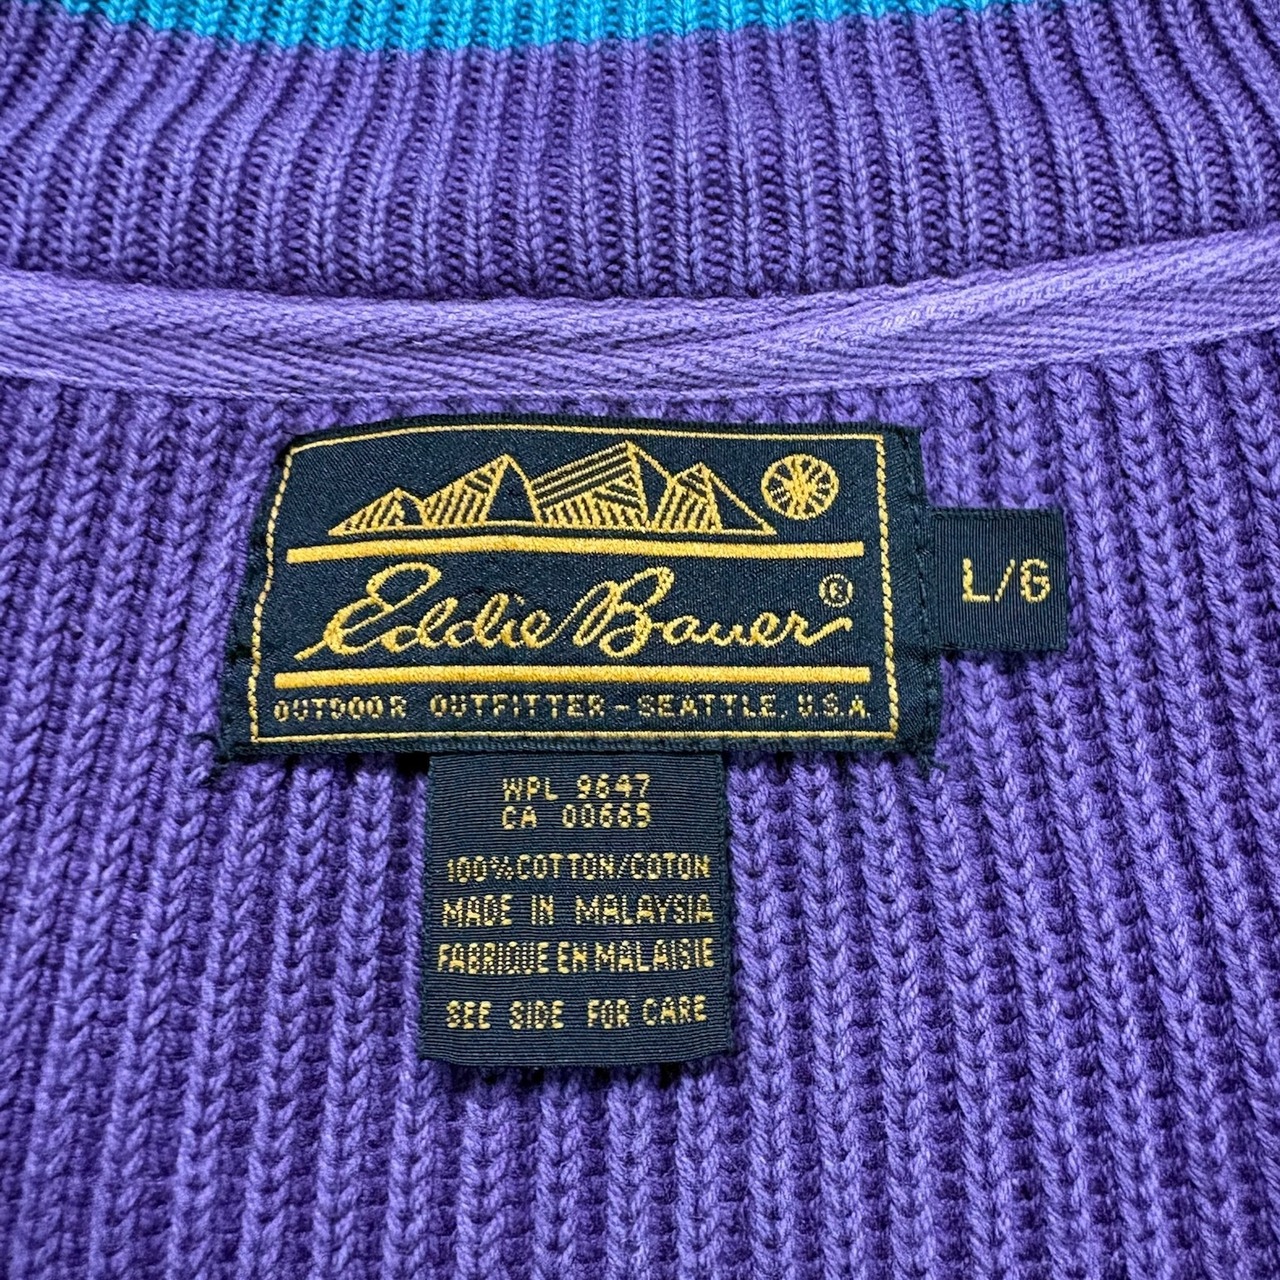 Eddie Bauer ®
OUTDOOR OUTFITTER - SEATTLE, U.S.A.
L/G
WPL 9647
CA 00665
100% COTTON/COTON
MADE IN MALAYSIA
FABRIQUE EN MALAISIE
SEE SIDE FOR CARE